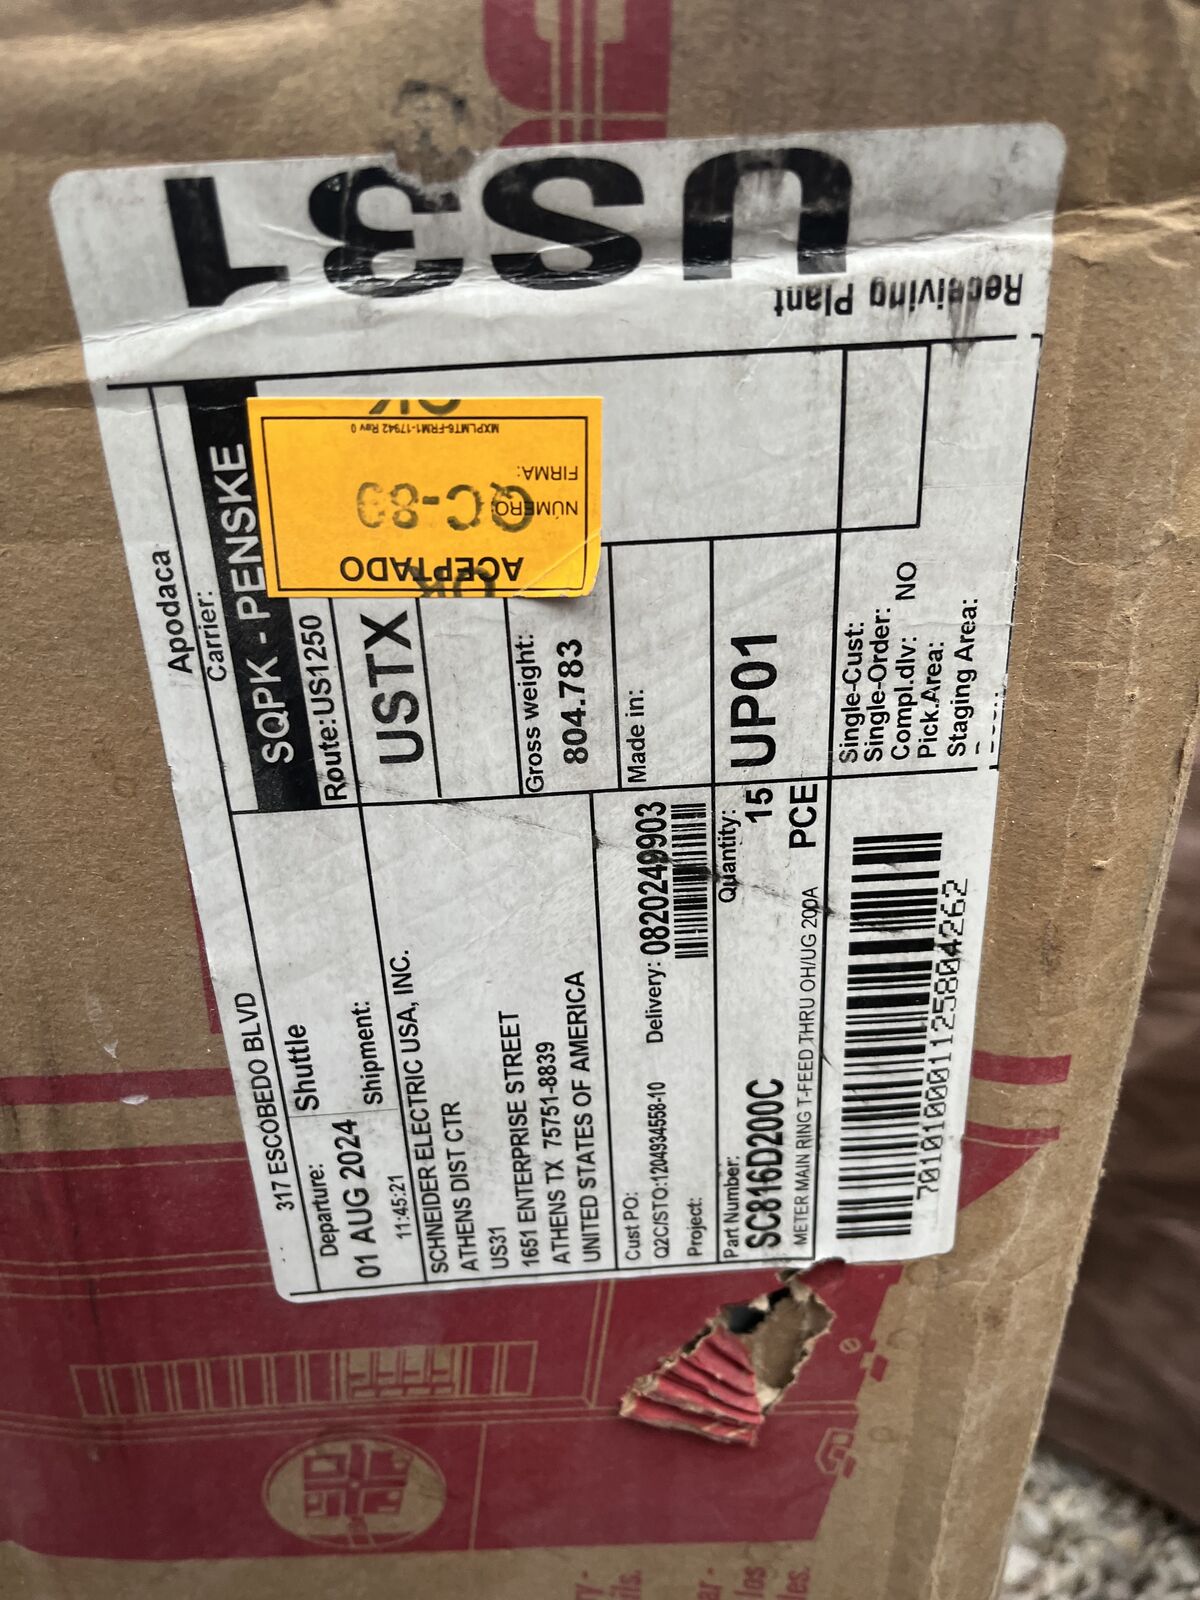 Apodaca
317 ESCOBEDO BLVD
Carrier:
SQPK - PENSKE
Shuttle
Route:US1250
Departure:
01 AUG 2024
11:45:21
Shipment:
USTX
SCHNEIDER ELECTRIC USA, INC.
ATHENS DIST CTR
US31
1651 ENTERPRISE STREET
ATHENS TX 75751-8839
UNITED STATES OF AMERICA
Gross weight:
804.783
Cust PO:
Q2C/STO:1204934558-10
Project:
Delivery: 0820249903
Made in:
Part Number:
SC816D200C
METER MAIN RING T-FEED THRU OH/UG 200A
Quantity:
15
PCE
UP01
Single-Cust:
Single-Order:
Compl.dlv: NO
Pick.Area:
Staging Area:
701010001125804262
Receiving Plant
US31
ACEPTADO
OK
NÚMERO:
FIRMA:
MXPLMT6-FRM1-17942 Rev 0
OK